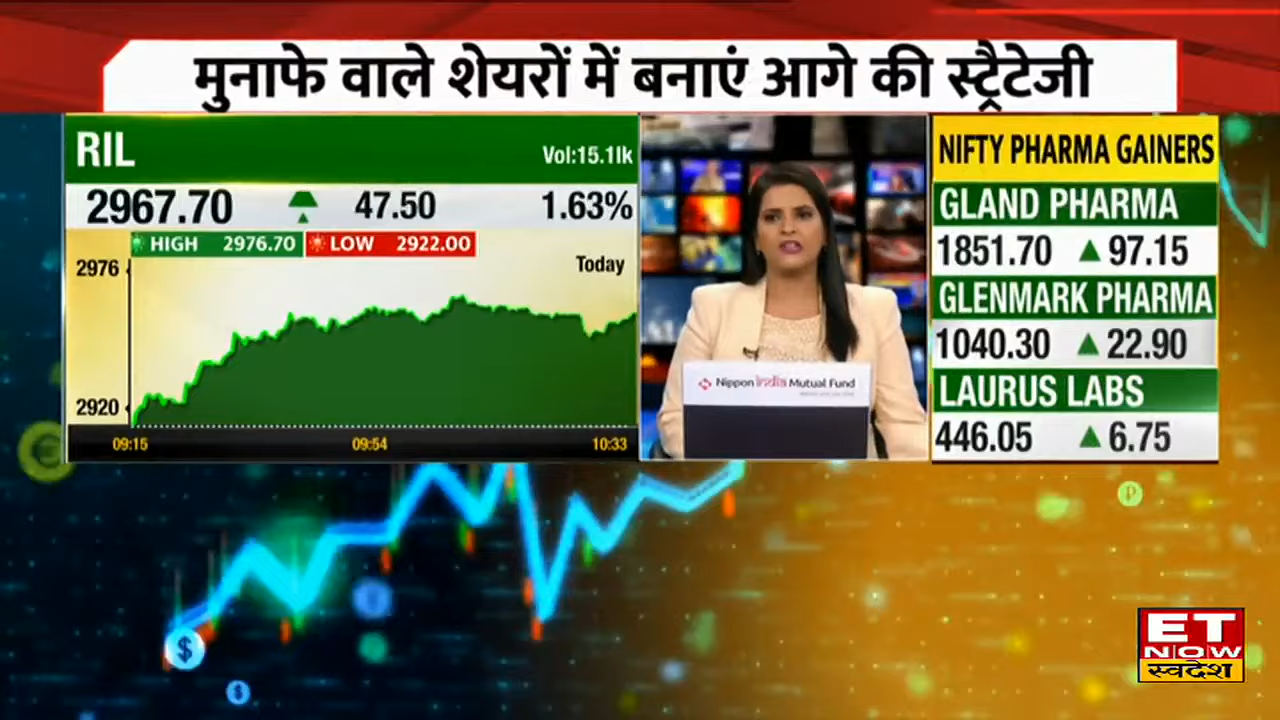 मुनाफे वाले शेयरों में बनाएं आगे की स्ट्रैटेजी
RIL
Vol:15.1lk
2967.70 47.50 1.63%
HIGH 2976.70 LOW 2922.00
2976
Today
2920
09:15 09:54 10:33
Nippon india Mutual Fund
NIFTY PHARMA GAINERS
GLAND PHARMA
1851.70 ▲ 97.15
GLENMARK PHARMA
1040.30 ▲ 22.90
LAURUS LABS
446.05 ▲ 6.75
$
$
ET
NOW
स्वदेश